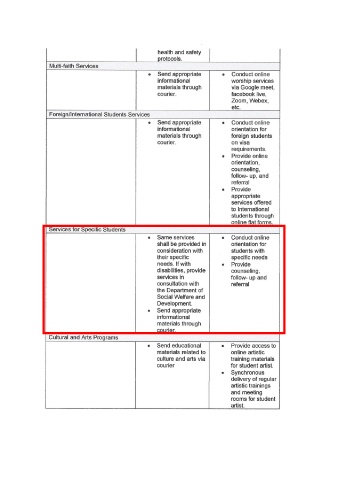 health and safety
protocols.
Multi-faith Services
• Send appropriate
informational
materials through
courier.
• Conduct online
worship services
via Google meet,
facebook live,
Zoom, Webex,
etc.
Foreign/International Students Services
• Send appropriate
informational
materials through
courier.
• Conduct online
orientation for
foreign students
on visa
requirements.
• Provide online
orientation,
counseling,
follow- up, and
referral
• Provide
appropriate
services offered
to International
students through
online flat forms.
Services for Specific Students
• Same services
shall be provided in
consideration with
their specific
needs. If with
disabilities, provide
services in
consultation with
the Department of
Social Welfare and
Development.
• Send appropriate
informational
materials through
courier.
• Conduct online
orientation for
students with
specific needs
• Provide
counseling,
follow- up and
referral
Cultural and Arts Programs
• Send educational
materials related to
culture and arts via
courier
• Provide access to
online artistic
training materials
for student artist.
• Synchronous
delivery of regular
artistic trainings
and meeting
rooms for student
artist.